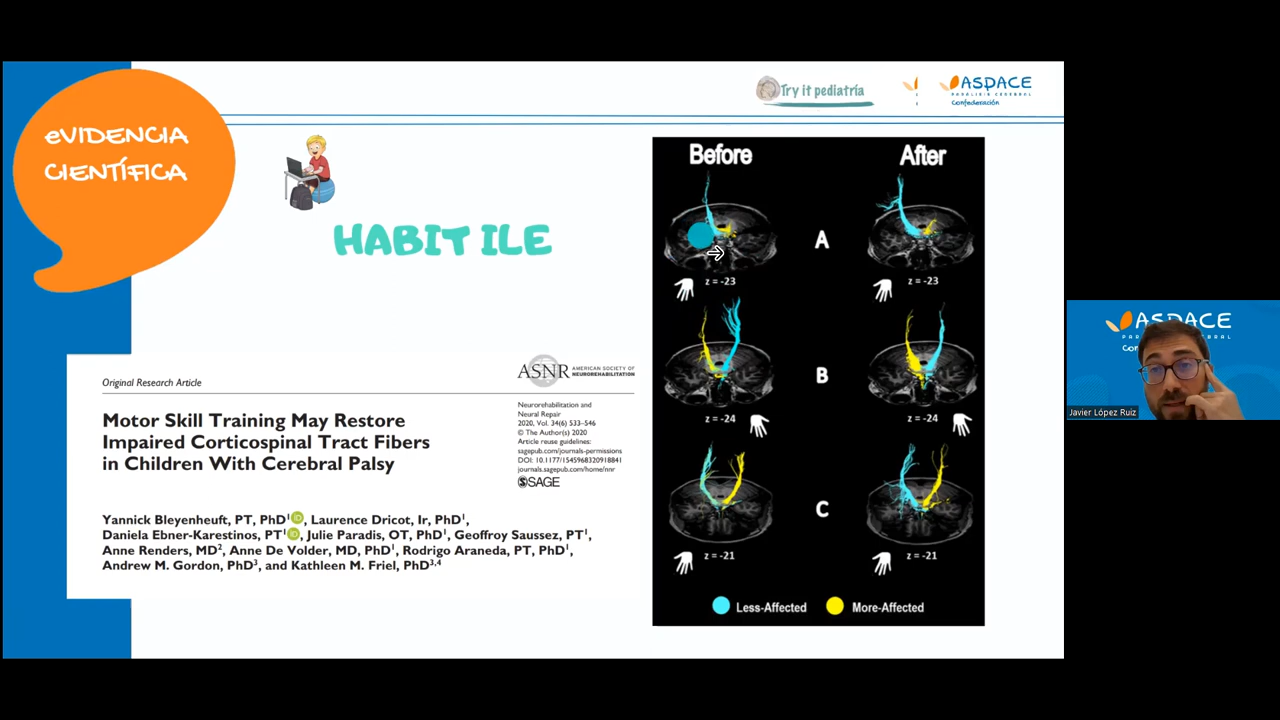 eVIDENCIA
CIENTÍFICA
Try it pediatría
ASPACE
PARÁLISIS CEREBRAL
Confederación
HABIT ILE
Original Research Article
Motor Skill Training May Restore
Impaired Corticospinal Tract Fibers
in Children With Cerebral Palsy
ASNR AMERICAN SOCIETY OF
NEUROREHABILITATION
Neurorehabilitation and
Neural Repair
2020, Vol. 34(6) 533–546
© The Author(s) 2020
Article reuse guidelines:
sagepub.com/journals-permissions
DOI: 10.1177/1545968320918841
journals.sagepub.com/home/nnr
SAGE
Yannick Bleyenheuft, PT, PhD1 iD, Laurence Dricot, Ir, PhD1,
Daniela Ebner-Karestinos, PT1 iD, Julie Paradis, OT, PhD1, Geoffroy Saussez, PT1,
Anne Renders, MD2, Anne De Volder, MD, PhD1, Rodrigo Araneda, PT, PhD1,
Andrew M. Gordon, PhD3, and Kathleen M. Friel, PhD3,4
Before After
A
z = -23 z = -23
B
z = -24 z = -24
C
z = -21 z = -21
Less-Affected More-Affected
ASPACE
Javier López Ruiz